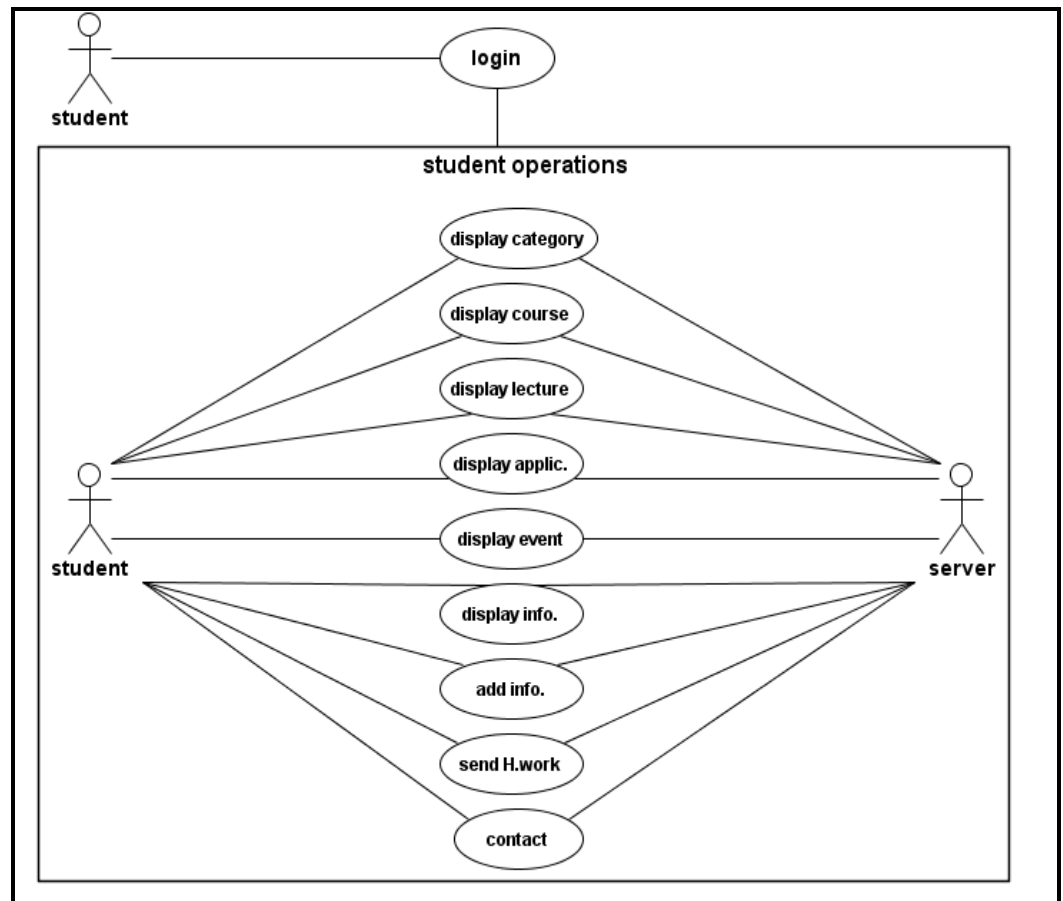 login
student
student operations
display category
display course
display lecture
display applic.
display event
student
server
display info.
add info.
send H.work
contact